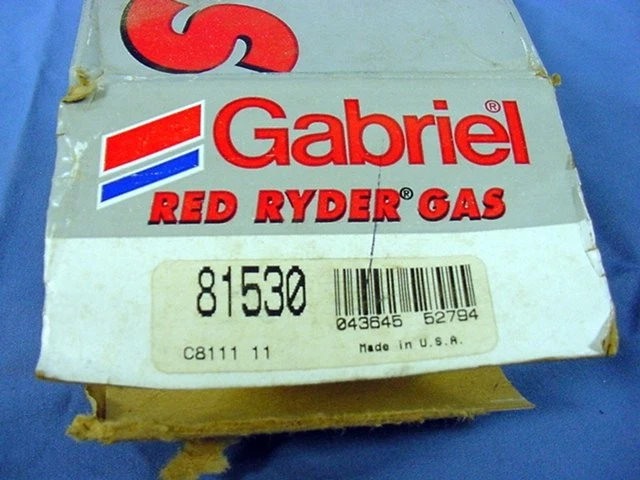 S
Gabriel®
RED RYDER® GAS
81530
043645 52794
C8111 11
Made in U.S.A.